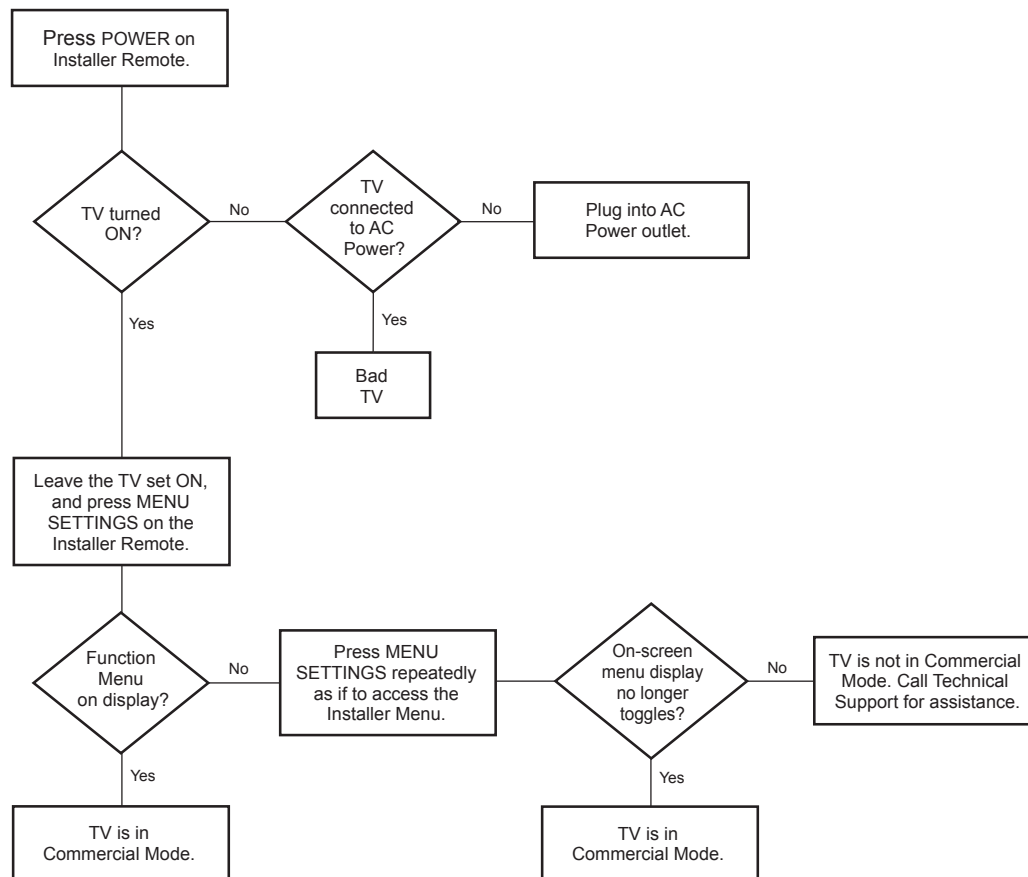 Press POWER on
Installer Remote.
TV turned
ON?
No
TV
connected
to AC
Power?
No
Plug into AC
Power outlet.
Yes
Yes
Bad
TV
Leave the TV set ON,
and press MENU
SETTINGS on the
Installer Remote.
Function
Menu
on display?
No
Press MENU
SETTINGS repeatedly
as if to access the
Installer Menu.
On-screen
menu display
no longer
toggles?
No
TV is not in Commercial
Mode. Call Technical
Support for assistance.
Yes
Yes
TV is in
Commercial Mode.
TV is in
Commercial Mode.